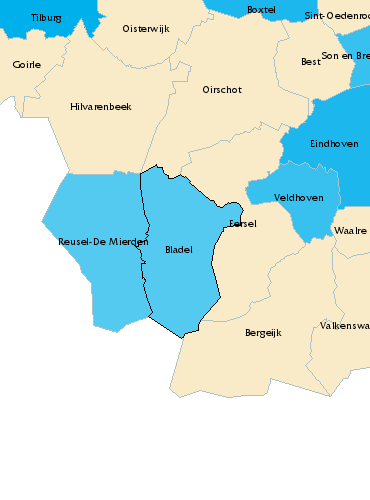 Boxtel
Sint-Oedenro
Tilburg
Oisterwijk
Son en Bre
Best
Goirle
Oirschot
Hilvarenbeek
Eindhoven
Veldhoven
Eersel
Waalre
Reusel-De Mierden
Bladel
Valkenswa
Bergeijk